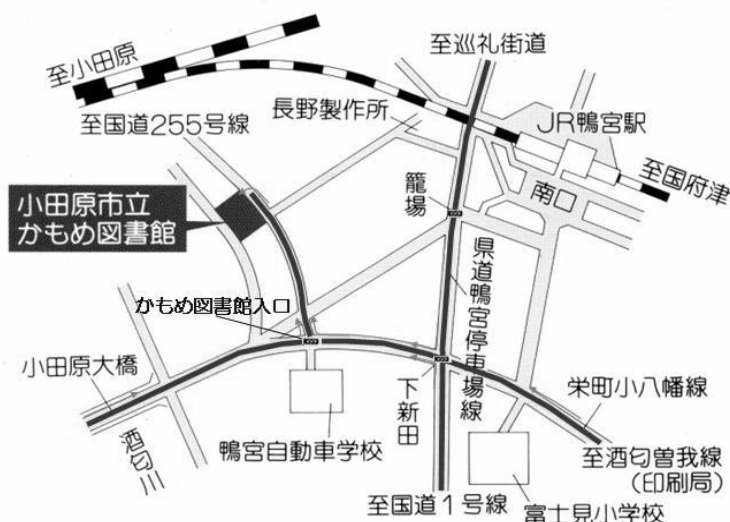 至巡礼街道
至小田原
至国道255号線
長野製作所
JR鴨宮駅
至国府津
南口
籠場
小田原市立
かもめ図書館
県道鴨宮停車場線
かもめ図書館入口
小田原大橋
下新田
栄町小八幡線
酒匂川
鴨宮自動車学校
至酒匂曽我線
(印刷局)
至国道1号線
富士見小学校